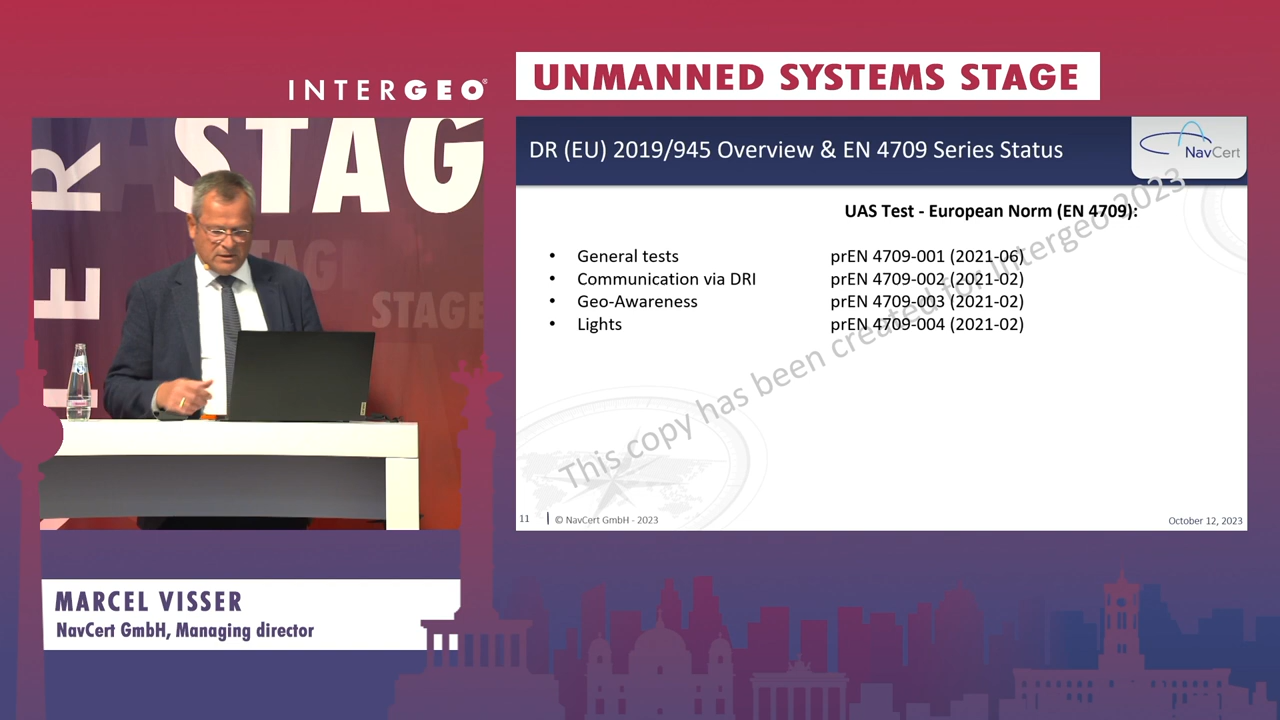 INTERGEO®
UNMANNED SYSTEMS STAGE
STAG
STAGE
STAGE
DR (EU) 2019/945 Overview & EN 4709 Series Status
NavCert
UAS Test - European Norm (EN 4709):
• General tests prEN 4709-001 (2021-06)
• Communication via DRI prEN 4709-002 (2021-02)
• Geo-Awareness prEN 4709-003 (2021-02)
• Lights prEN 4709-004 (2021-02)
This copy has been created for Intergeo 2023
11 | © NavCert GmbH - 2023
October 12, 2023
MARCEL VISSER
NavCert GmbH, Managing director